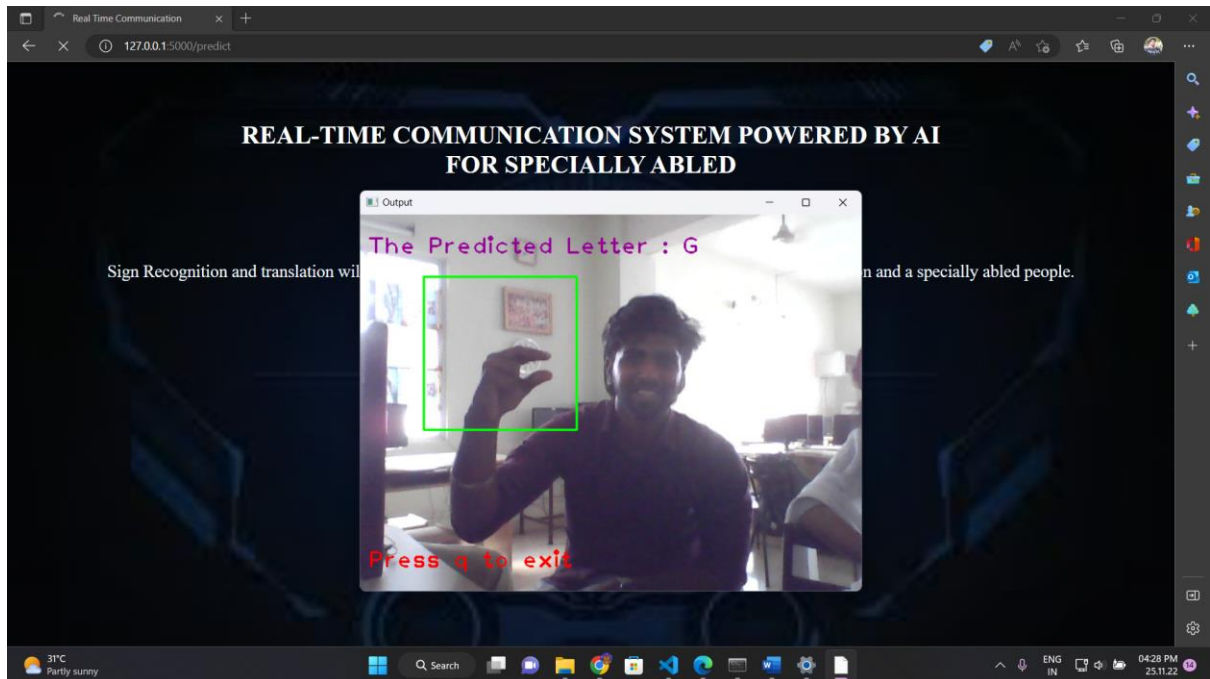 Real Time Communication
127.0.0.1:5000/predict
REAL-TIME COMMUNICATION SYSTEM POWERED BY AI
FOR SPECIALLY ABLED
Output
The Predicted Letter : G
Sign Recognition and translation wil
n and a specially abled people.
Press q to exit
31°C
Partly sunny
Search
ENG
IN
04:28 PM
25.11.22
14